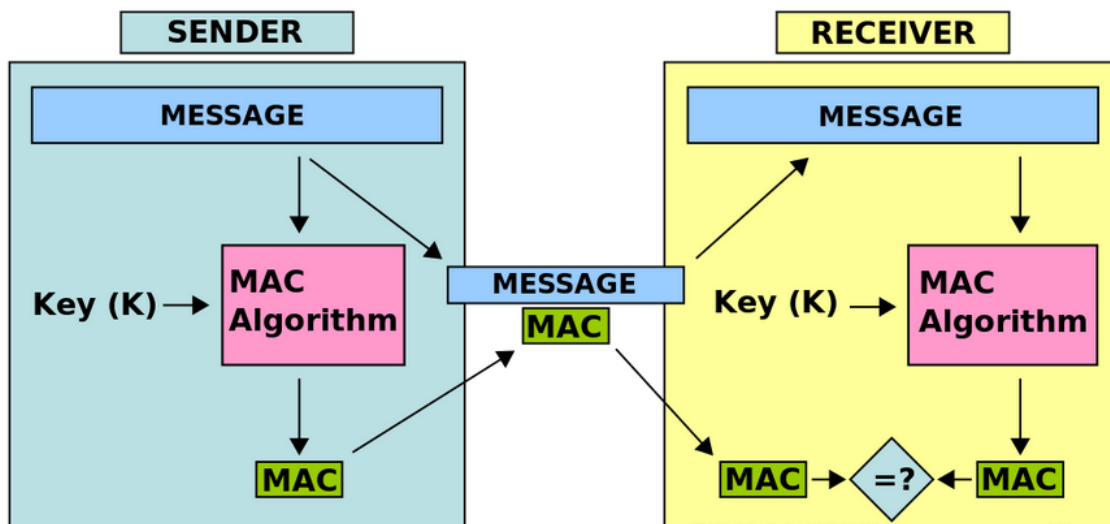 SENDER
RECEIVER
MESSAGE
MESSAGE
Key (K)
MAC
Algorithm
MESSAGE
MAC
Key (K)
MAC
Algorithm
MAC
MAC
=?
MAC